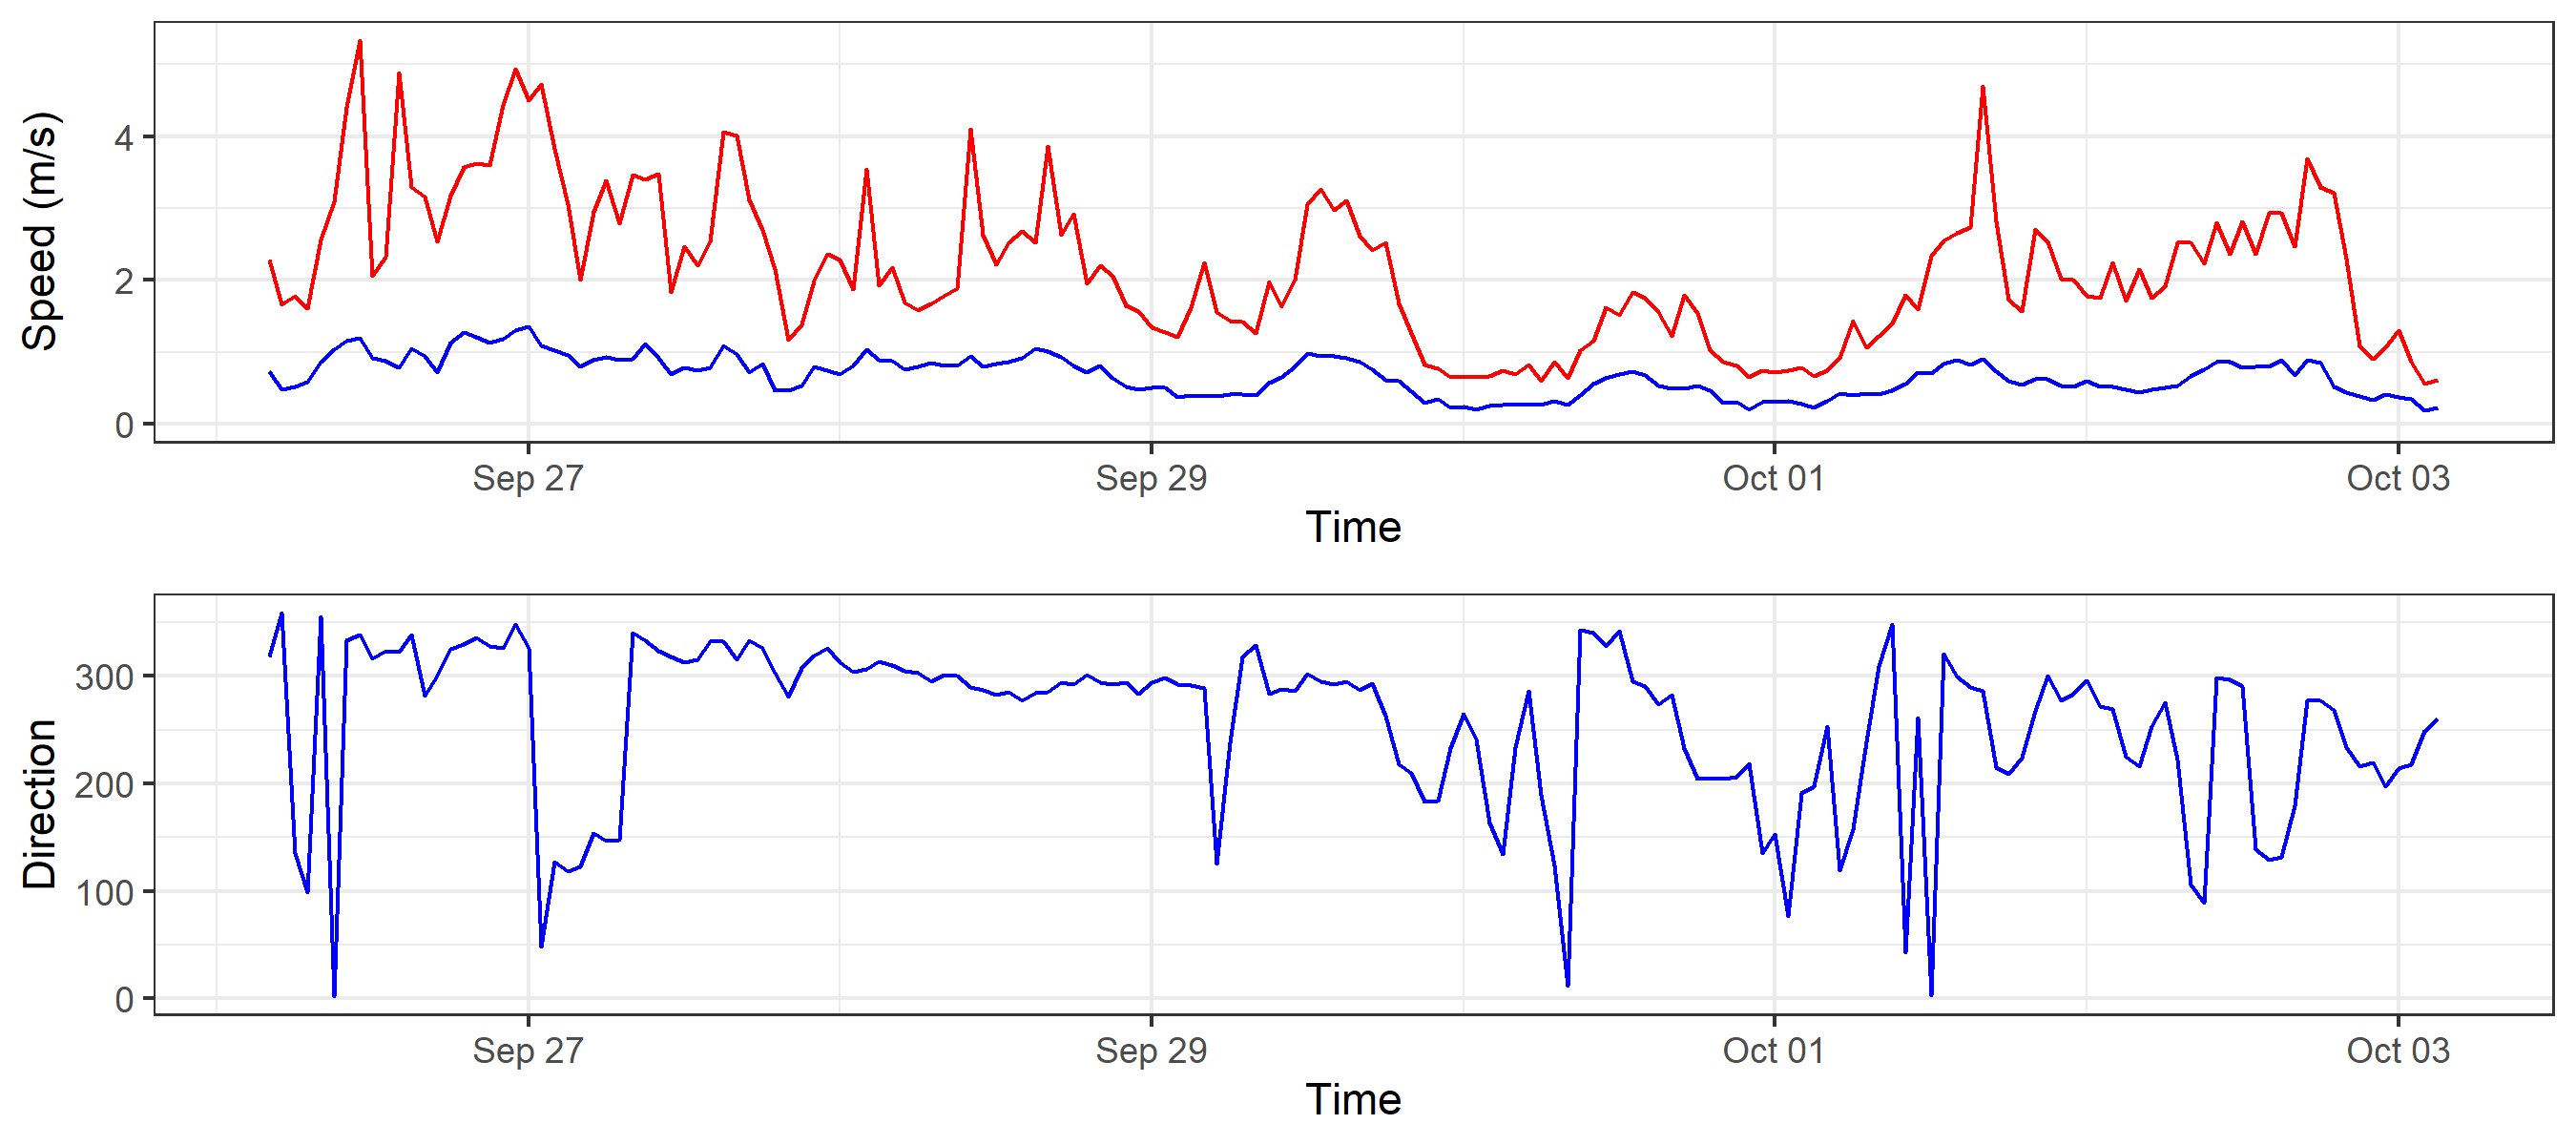 Speed (m/s)
4
2
0
Sep 27
Sep 29
Oct 01
Oct 03
Time
Direction
300
200
100
0
Sep 27
Sep 29
Oct 01
Oct 03
Time